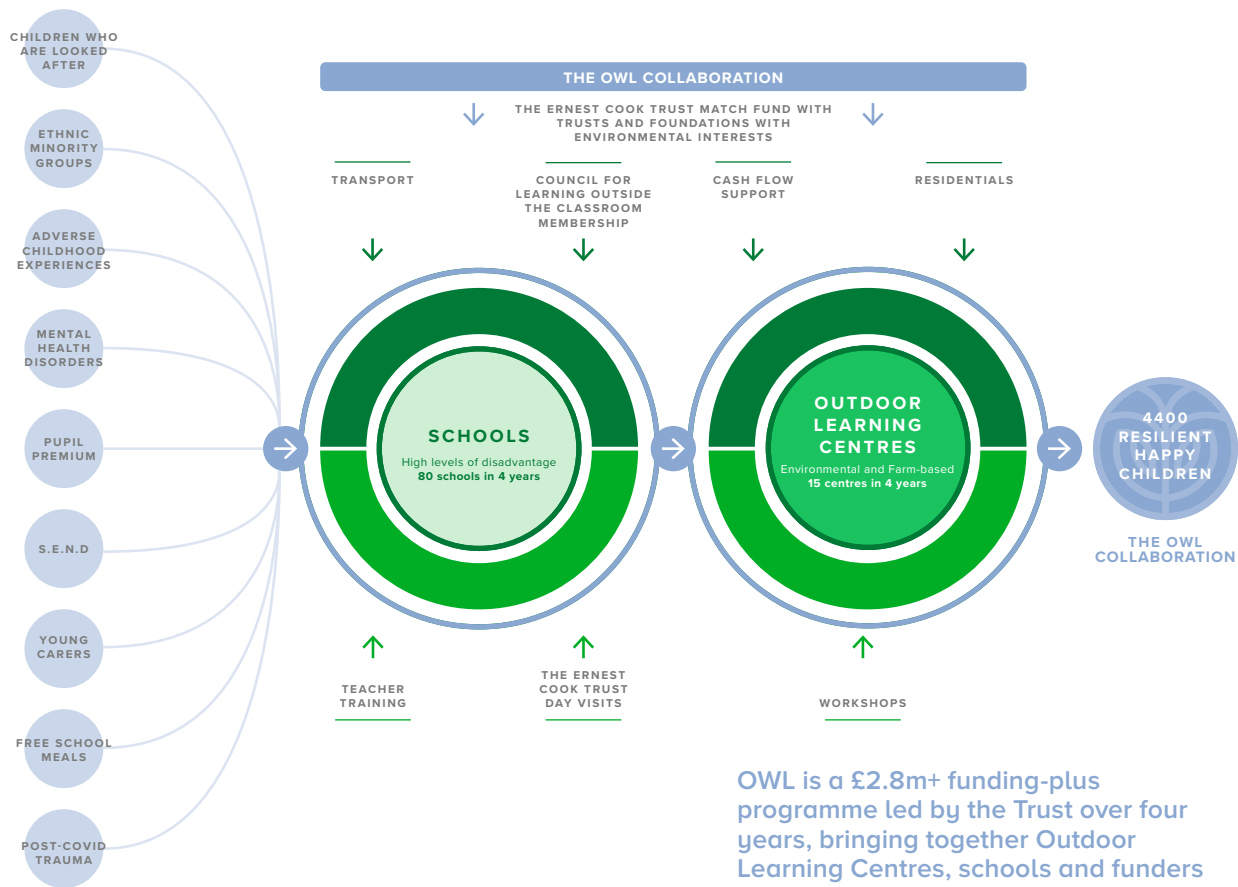 CHILDREN WHO
ARE LOOKED
AFTER
ETHNIC
MINORITY
GROUPS
ADVERSE
CHILDHOOD
EXPERIENCES
MENTAL
HEALTH
DISORDERS
PUPIL
PREMIUM
S.E.N.D
YOUNG
CARERS
FREE SCHOOL
MEALS
POST-COVID
TRAUMA
THE OWL COLLABORATION
THE ERNEST COOK TRUST MATCH FUND WITH
TRUSTS AND FOUNDATIONS WITH
ENVIRONMENTAL INTERESTS
TRANSPORT
COUNCIL FOR
LEARNING OUTSIDE
THE CLASSROOM
MEMBERSHIP
CASH FLOW
SUPPORT
RESIDENTIALS
SCHOOLS
High levels of disadvantage
80 schools in 4 years
OUTDOOR
LEARNING
CENTRES
Environmental and Farm-based
15 centres in 4 years
4400
RESILIENT
HAPPY
CHILDREN
THE OWL
COLLABORATION
TEACHER
TRAINING
THE ERNEST
COOK TRUST
DAY VISITS
WORKSHOPS
OWL is a £2.8m+ funding-plus
programme led by the Trust over four
years, bringing together Outdoor
Learning Centres, schools and funders